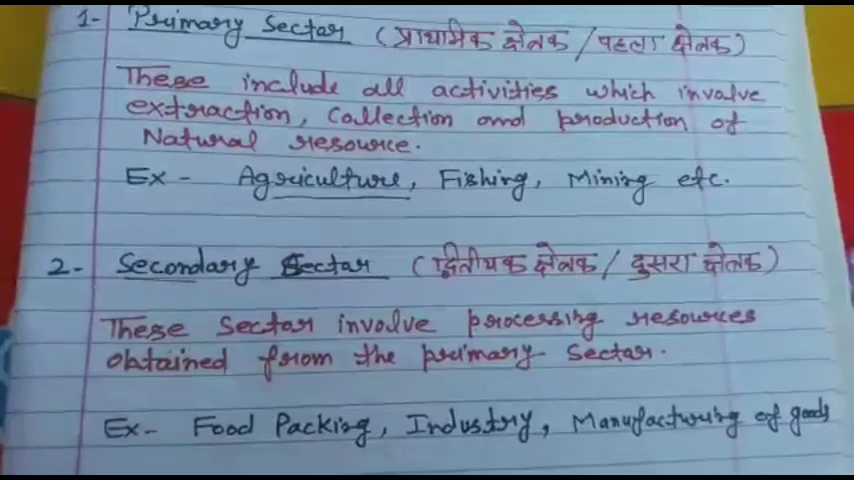 1- Primary Sector (प्राथमिक क्षेत्रक / पहला क्षेत्रक)
These include all activities which involve
extraction, Collection and production of
Natural resource.
Ex - Agriculture, Fishing, Mining etc.
2- Secondary Sectar (द्वितीयक क्षेत्रक / दुसरा क्षेत्रक)
These Sector involve processing resources
obtained from the primary Sector.
Ex- Food Packing, Industry, Manufacturing of goods